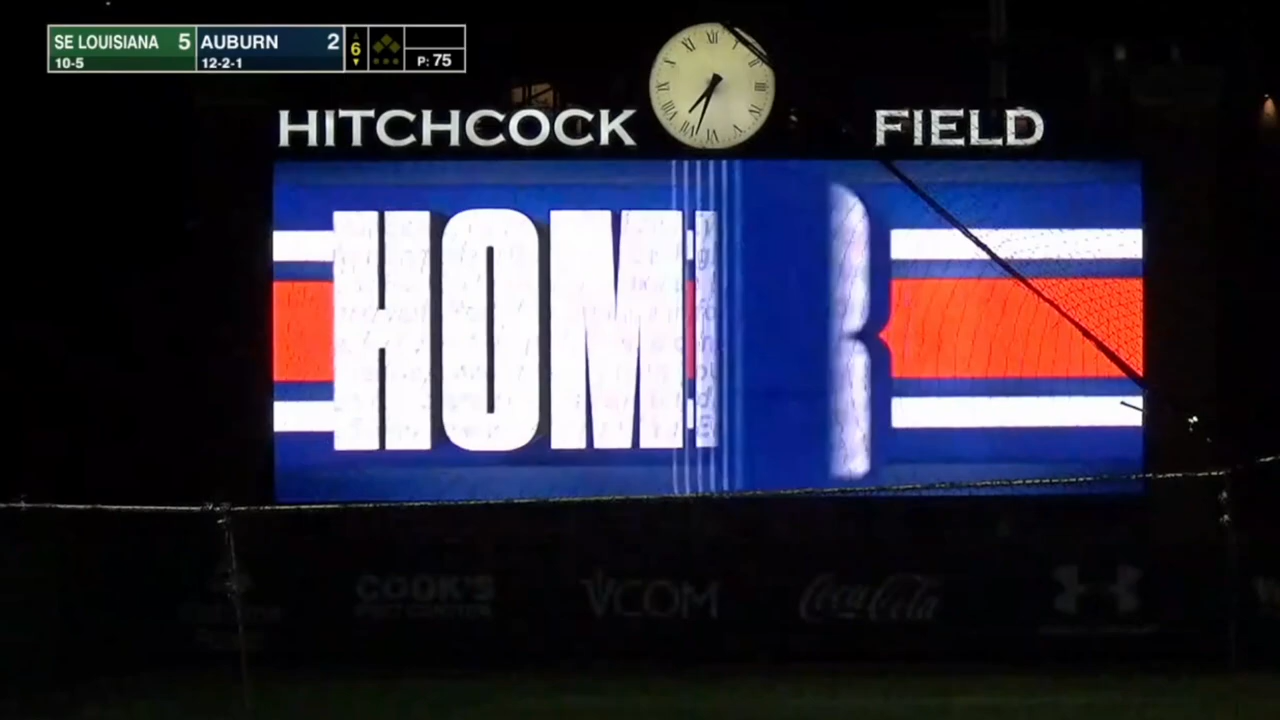 SE LOUISIANA 5 AUBURN 2 6
10-5 12-2-1 P: 75
HITCHCOCK FIELD
HOM
COOK'S
VCOM
Coca-Cola